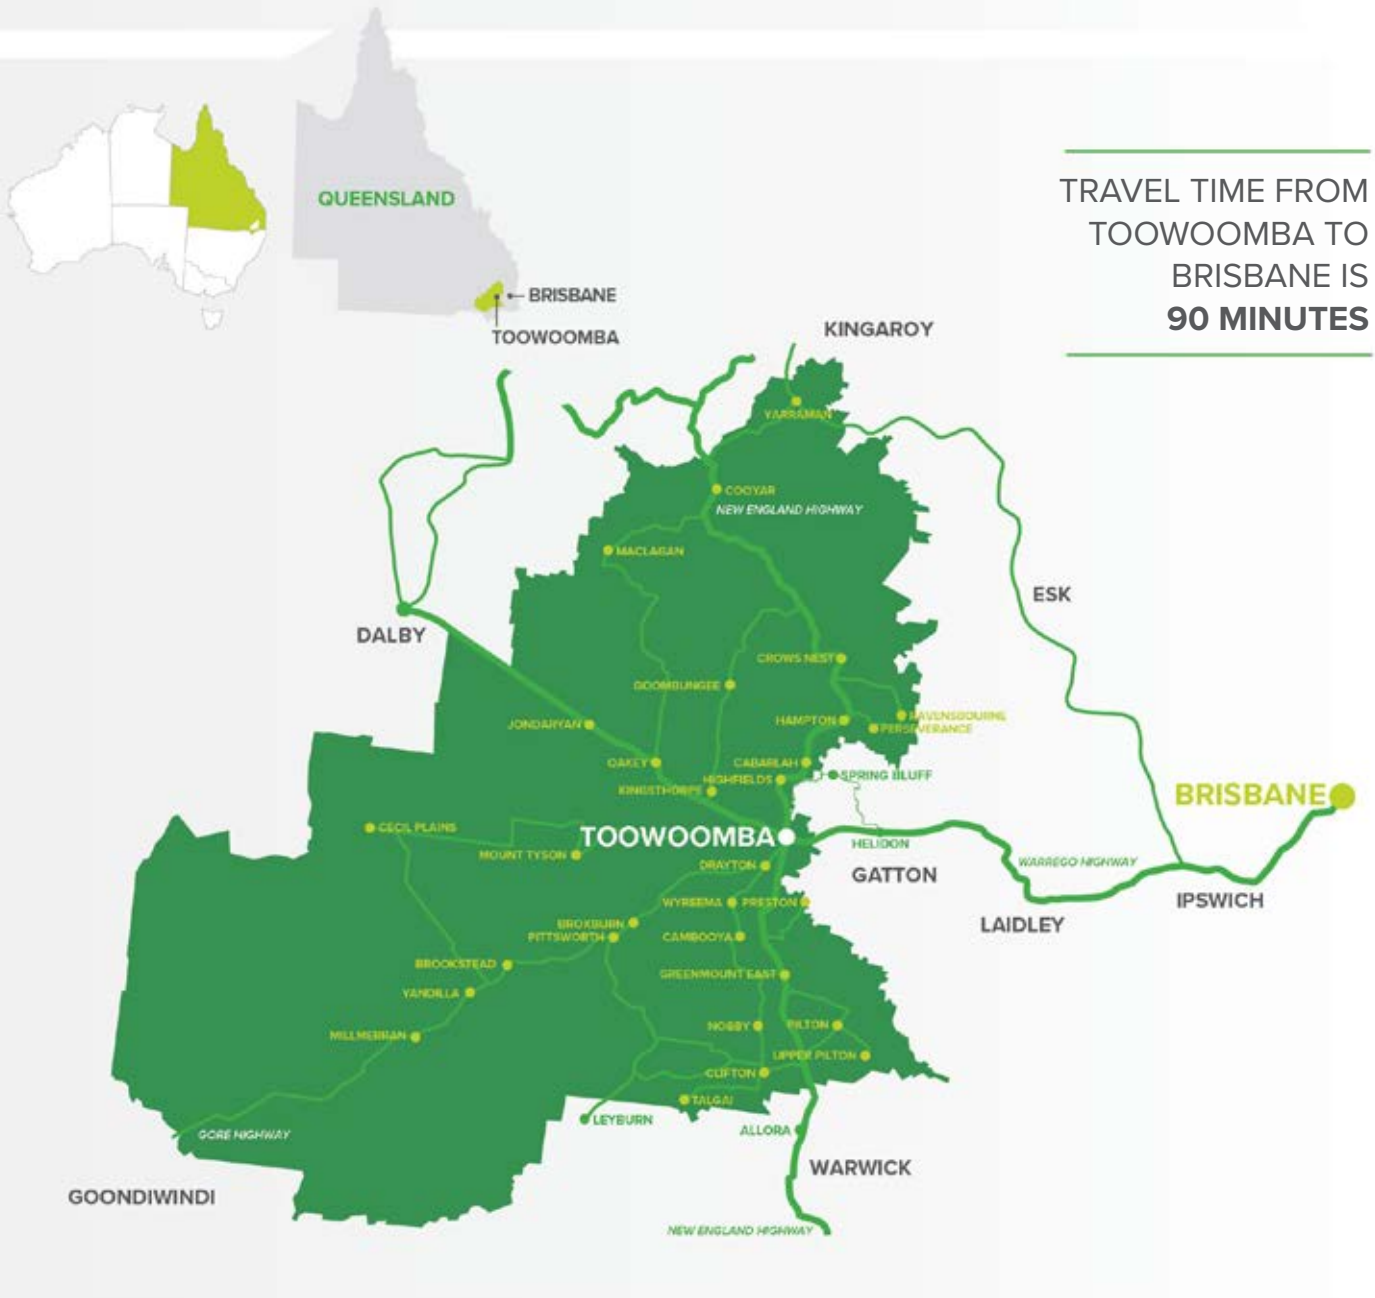 QUEENSLAND
BRISBANE
TOOWOOMBA
TRAVEL TIME FROM
TOOWOOMBA TO
BRISBANE IS
90 MINUTES
KINGAROY
YARRAMAN
COOYAR
NEW ENGLAND HIGHWAY
MACLAGAN
ESK
DALBY
CROWS NEST
GOOMBUNGEE
JONDARYAN
HAMPTON
RAVENSBOURNE
PERSEVERANCE
OAKEY
CABARLAH
HIGHFIELDS
SPRING BLUFF
KINGSTHORPE
BRISBANE
CECIL PLAINS
TOOWOOMBA
HELIDON
MOUNT TYSON
DRAYTON
GATTON
WARREGO HIGHWAY
WYREEMA
PRESTON
IPSWICH
BROXBURN
LAIDLEY
PITTSWORTH
CAMBOOYA
BROOKSTEAD
GREENMOUNT EAST
YANDILLA
NOBBY
PILTON
MILLMERRAN
UPPER PILTON
CLIFTON
TALGAI
LEYBURN
GORE HIGHWAY
ALLORA
WARWICK
GOONDIWINDI
NEW ENGLAND HIGHWAY